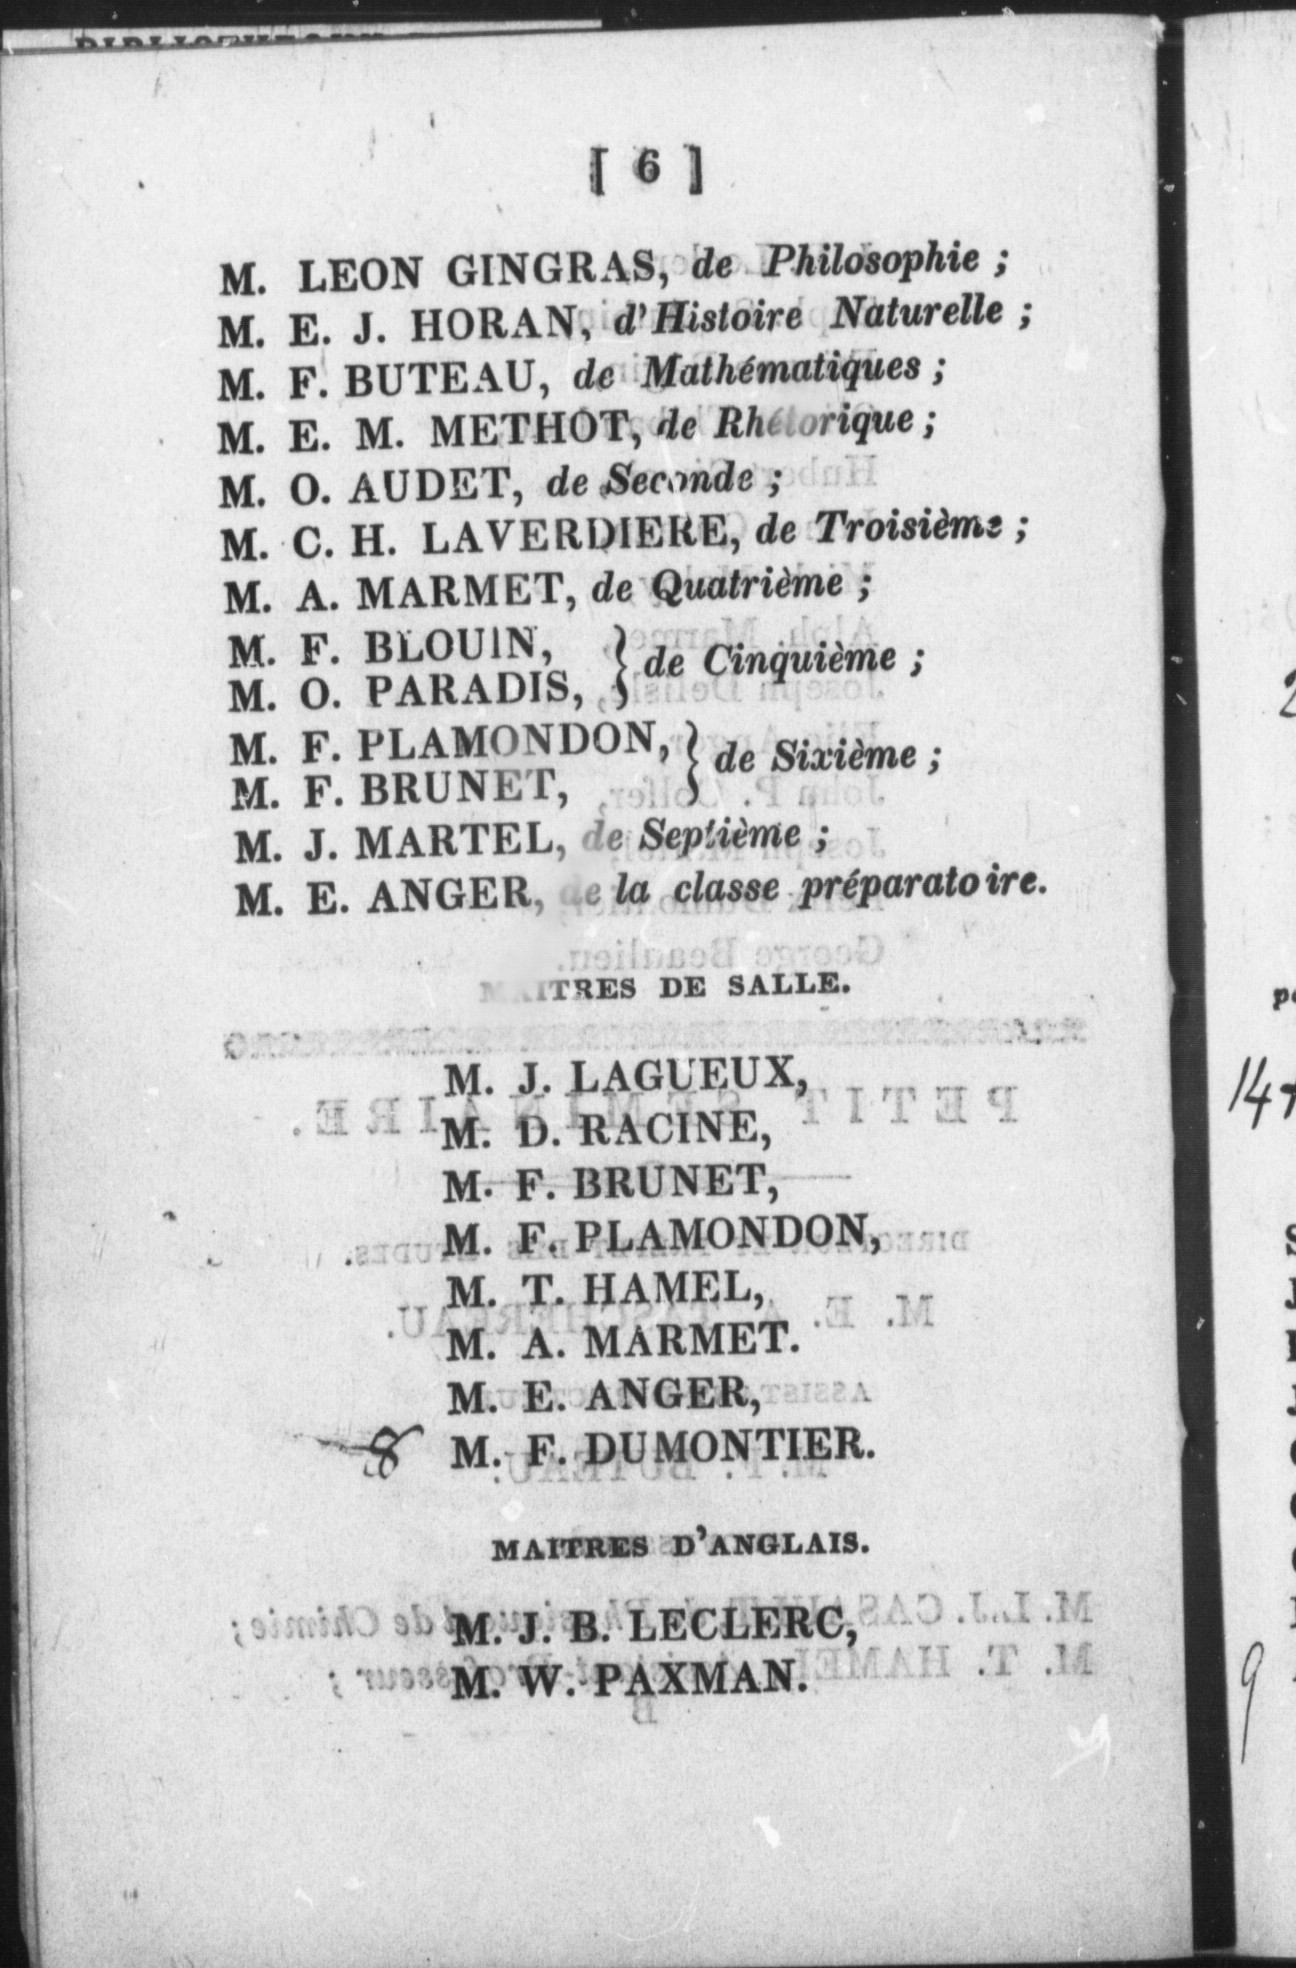 [ 6 ]
M. LEON GINGRAS, de Philosophie ;
M. E. J. HORAN, d'Histoire Naturelle ;
M. F. BUTEAU, de Mathématiques ;
M. E. M. METHOT, de Rhétorique ;
M. O. AUDET, de Seconde ;
M. C. H. LAVERDIERE, de Troisième ;
M. A. MARMET, de Quatrième ;
M. F. BLOUIN,
M. O. PARADIS, } de Cinquième ;
M. F. PLAMONDON,
M. F. BRUNET, } de Sixième ;
M. J. MARTEL, de Septième ;
M. E. ANGER, de la classe préparatoire.
MAITRES DE SALLE.
M. J. LAGUEUX,
M. D. RACINE,
M. F. BRUNET,
M. F. PLAMONDON,
M. T. HAMEL,
M. A. MARMET.
M. E. ANGER,
8 M. F. DUMONTIER.
MAITRES D'ANGLAIS.
M. J. B. LECLERC,
M. W. PAXMAN.